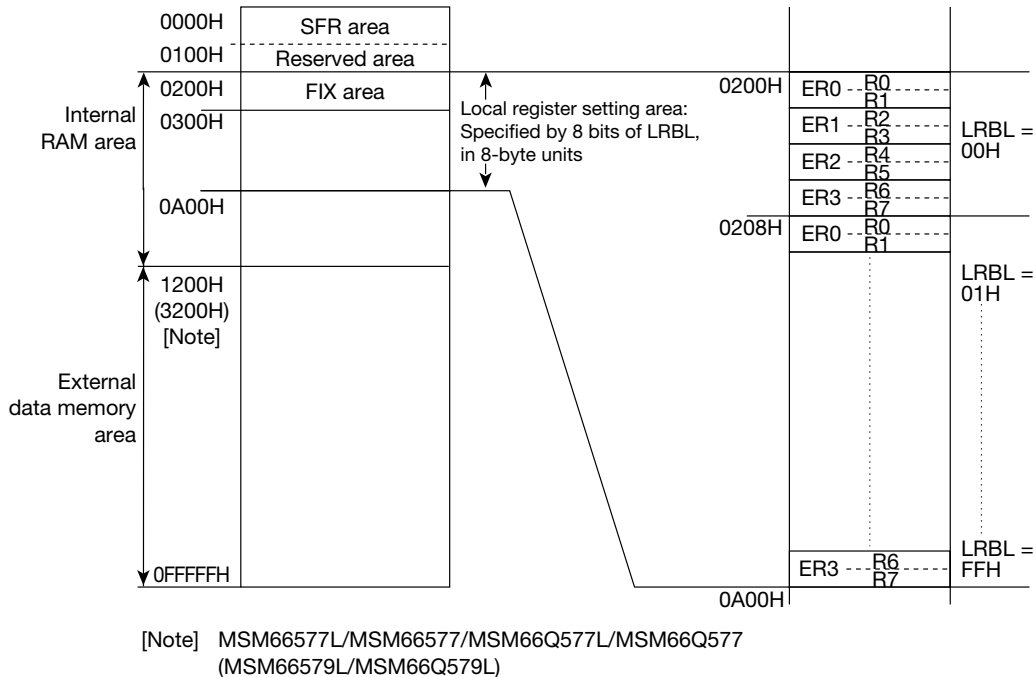 0000H
SFR area
0100H
Reserved area
0200H
FIX area
0300H
Internal
RAM area
0A00H
1200H
(3200H)
[Note]
External
data memory
area
0FFFFFH
Local register setting area:
Specified by 8 bits of LRBL,
in 8-byte units
0200H
ER0
R0
R1
ER1
R2
R3
ER2
R4
R5
ER3
R6
R7
LRBL =
00H
0208H
ER0
R0
R1
LRBL =
01H
ER3
R6
R7
LRBL =
FFH
0A00H
[Note] MSM66577L/MSM66577/MSM66Q577L/MSM66Q577
(MSM66579L/MSM66Q579L)